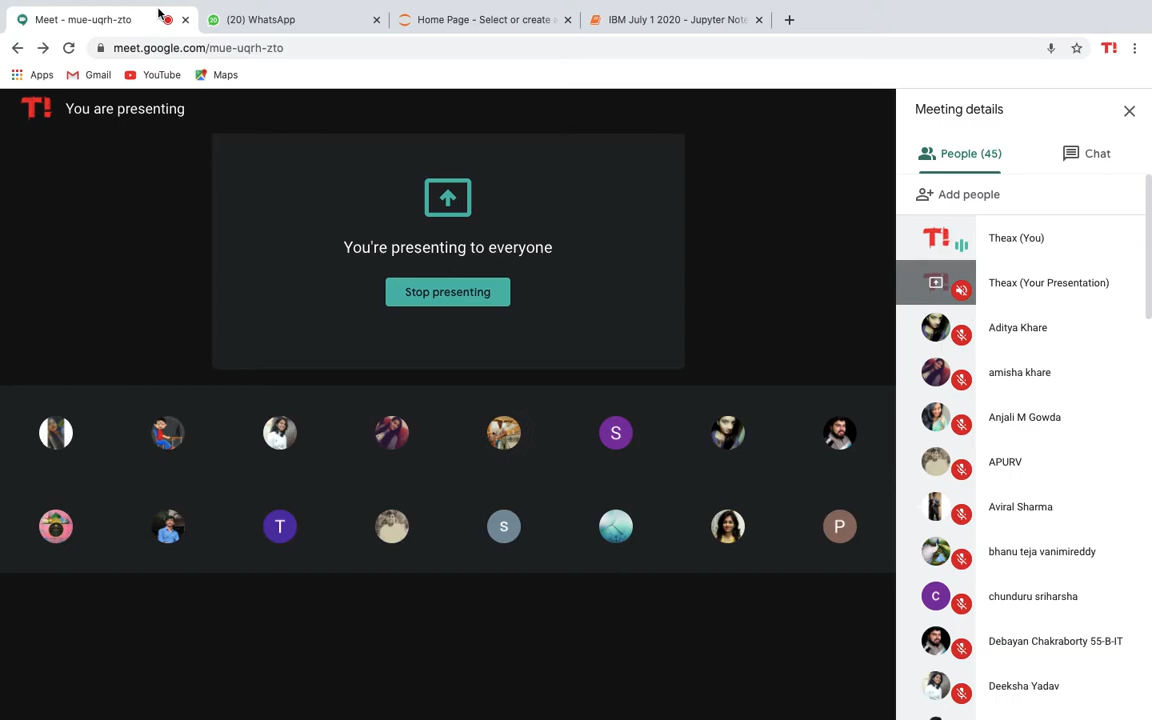 Meet - mue-uqrh-zto
(20) WhatsApp
Home Page - Select or create
IBM July 1 2020 - Jupyter Note
meet.google.com/mue-uqrh-zto
Apps
Gmail
YouTube
Maps
T!
T! You are presenting
You're presenting to everyone
Stop presenting
S
T
s
P
Meeting details
People (45)
Chat
Add people
T! Theax (You)
Theax (Your Presentation)
Aditya Khare
amisha khare
Anjali M Gowda
APURV
Aviral Sharma
bhanu teja vanimireddy
C chunduru sriharsha
Debayan Chakraborty 55-B-IT
Deeksha Yadav